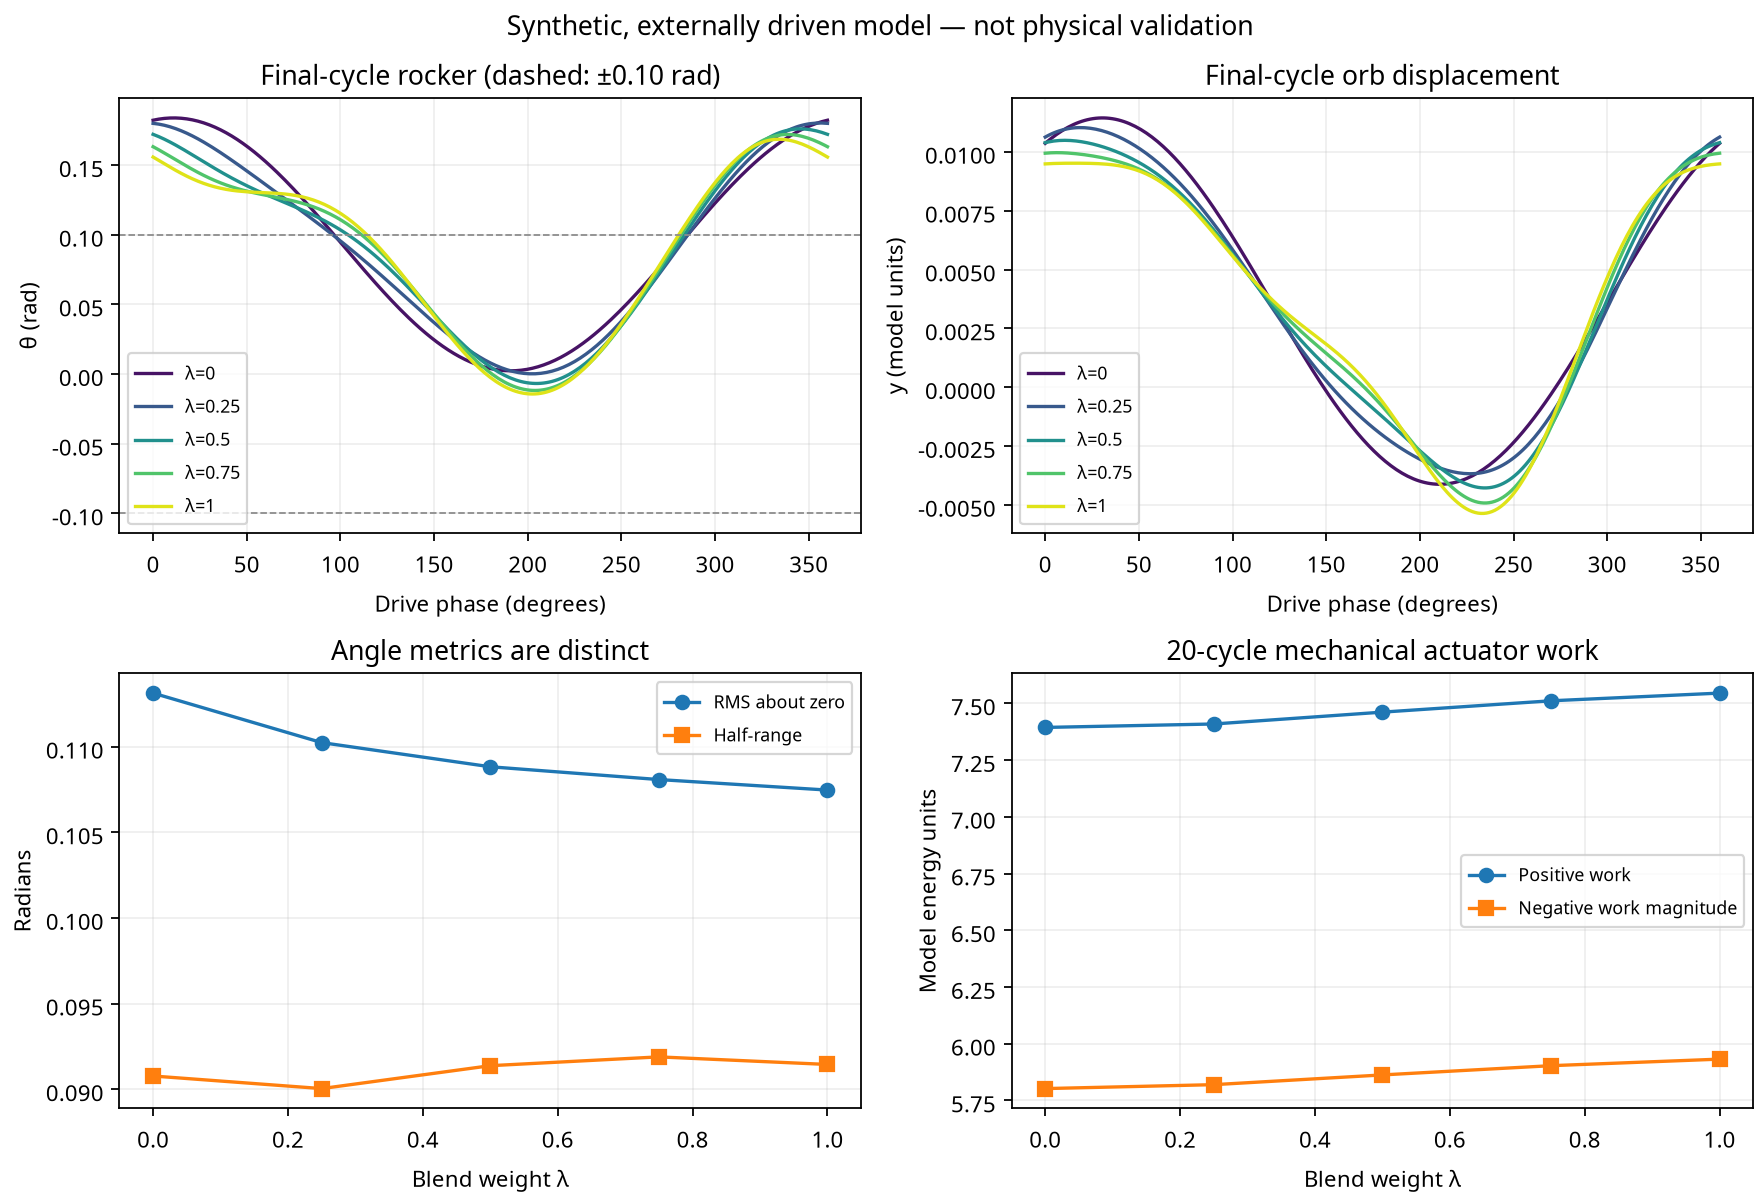 Synthetic, externally driven model — not physical validation
Final-cycle rocker (dashed: ±0.10 rad)
θ (rad)
0.15
0.10
0.05
0.00
-0.05
-0.10
λ=0
λ=0.25
λ=0.5
λ=0.75
λ=1
0 50 100 150 200 250 300 350
Drive phase (degrees)
Final-cycle orb displacement
y (model units)
0.0100
0.0075
0.0050
0.0025
0.0000
-0.0025
-0.0050
λ=0
λ=0.25
λ=0.5
λ=0.75
λ=1
0 50 100 150 200 250 300 350
Drive phase (degrees)
Angle metrics are distinct
Radians
0.110
0.105
0.100
0.095
0.090
RMS about zero
Half-range
0.0 0.2 0.4 0.6 0.8 1.0
Blend weight λ
20-cycle mechanical actuator work
Model energy units
7.50
7.25
7.00
6.75
6.50
6.25
6.00
5.75
Positive work
Negative work magnitude
0.0 0.2 0.4 0.6 0.8 1.0
Blend weight λ